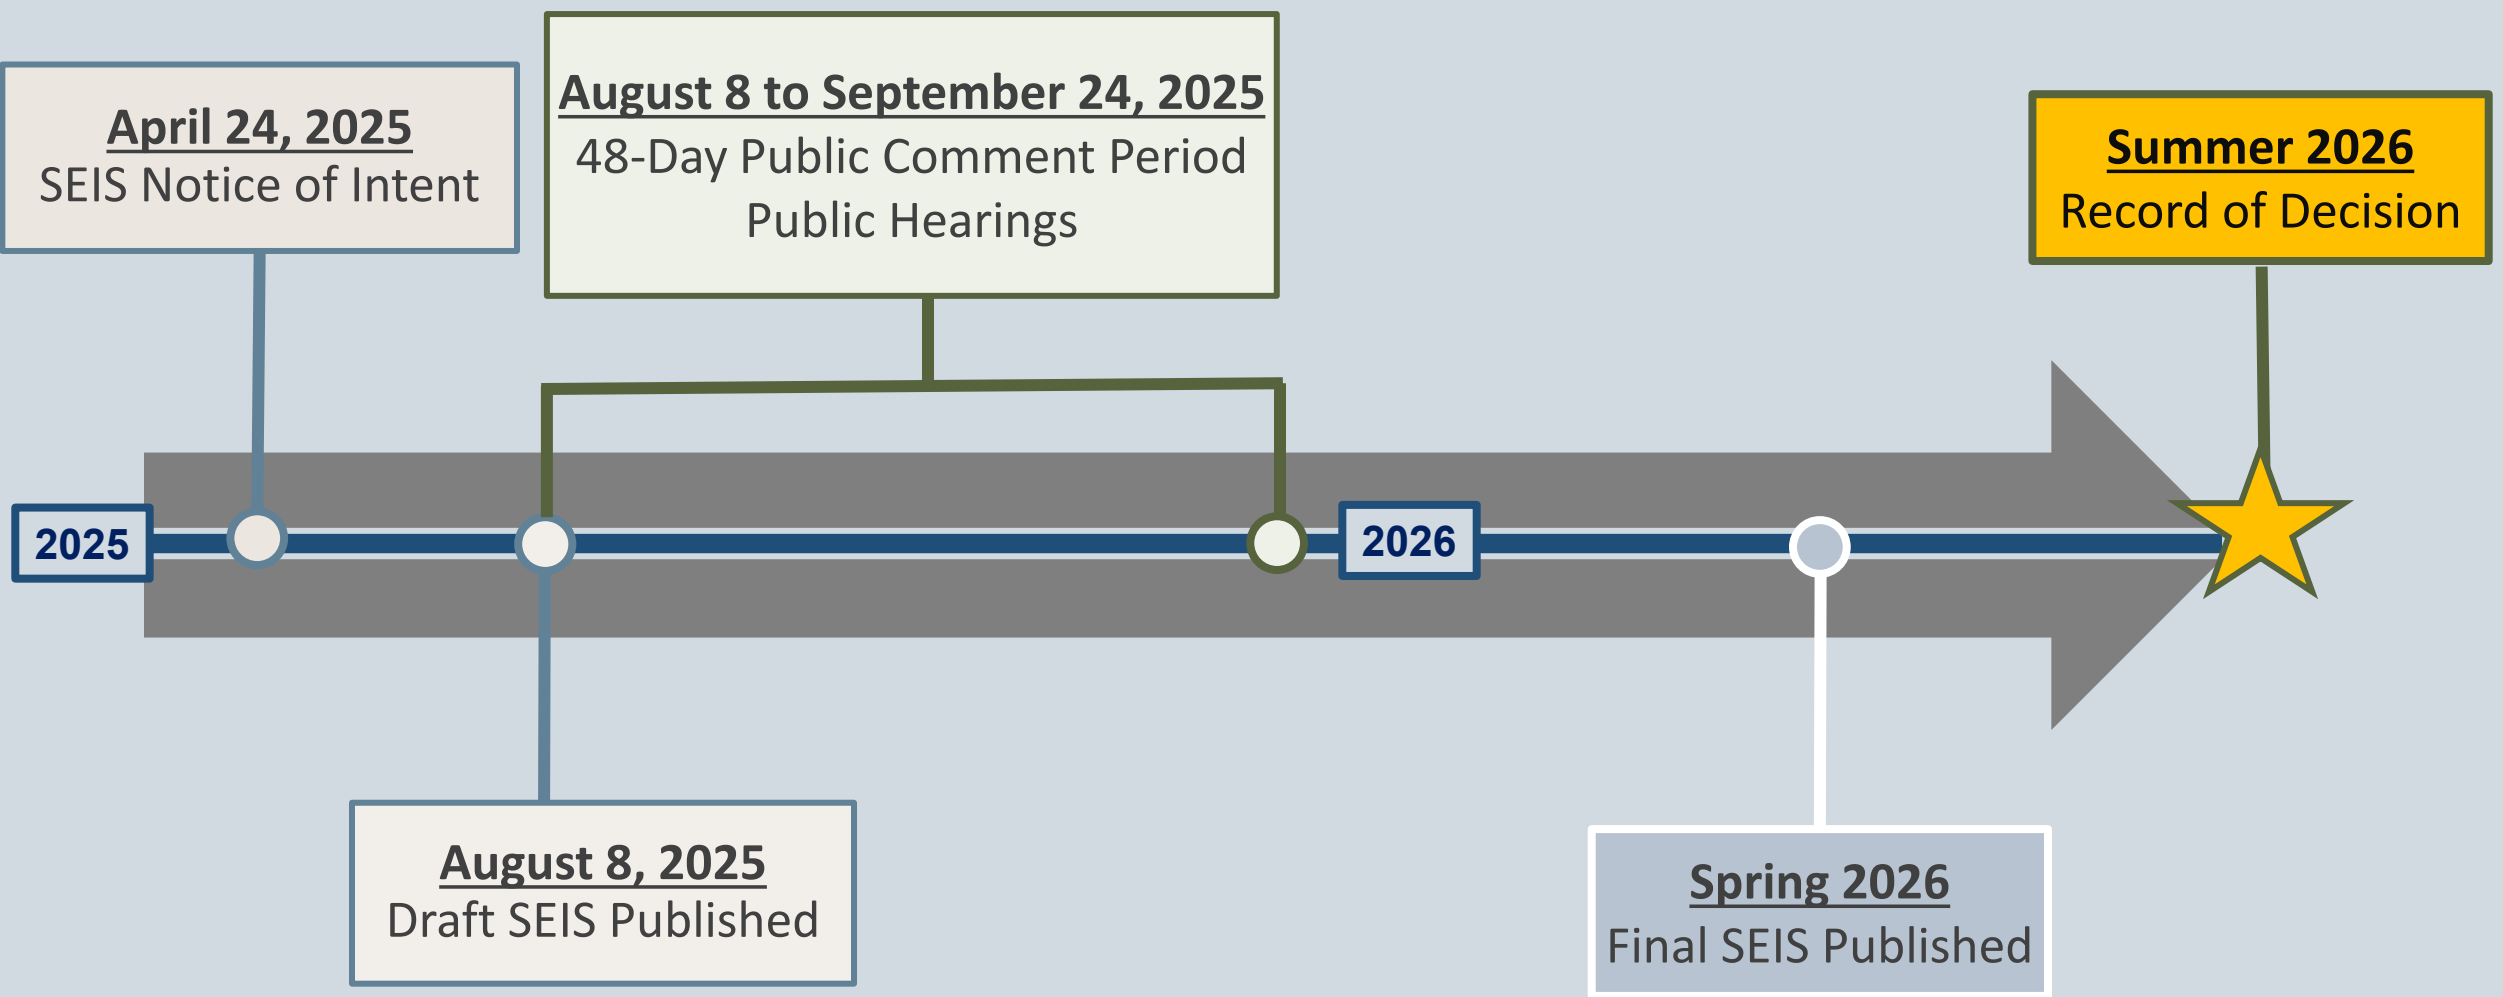 April 24, 2025
SEIS Notice of Intent
August 8 to September 24, 2025
48-Day Public Comment Period
Public Hearings
Summer 2026
Record of Decision
2025
2026
August 8, 2025
Draft SEIS Published
Spring 2026
Final SEIS Published